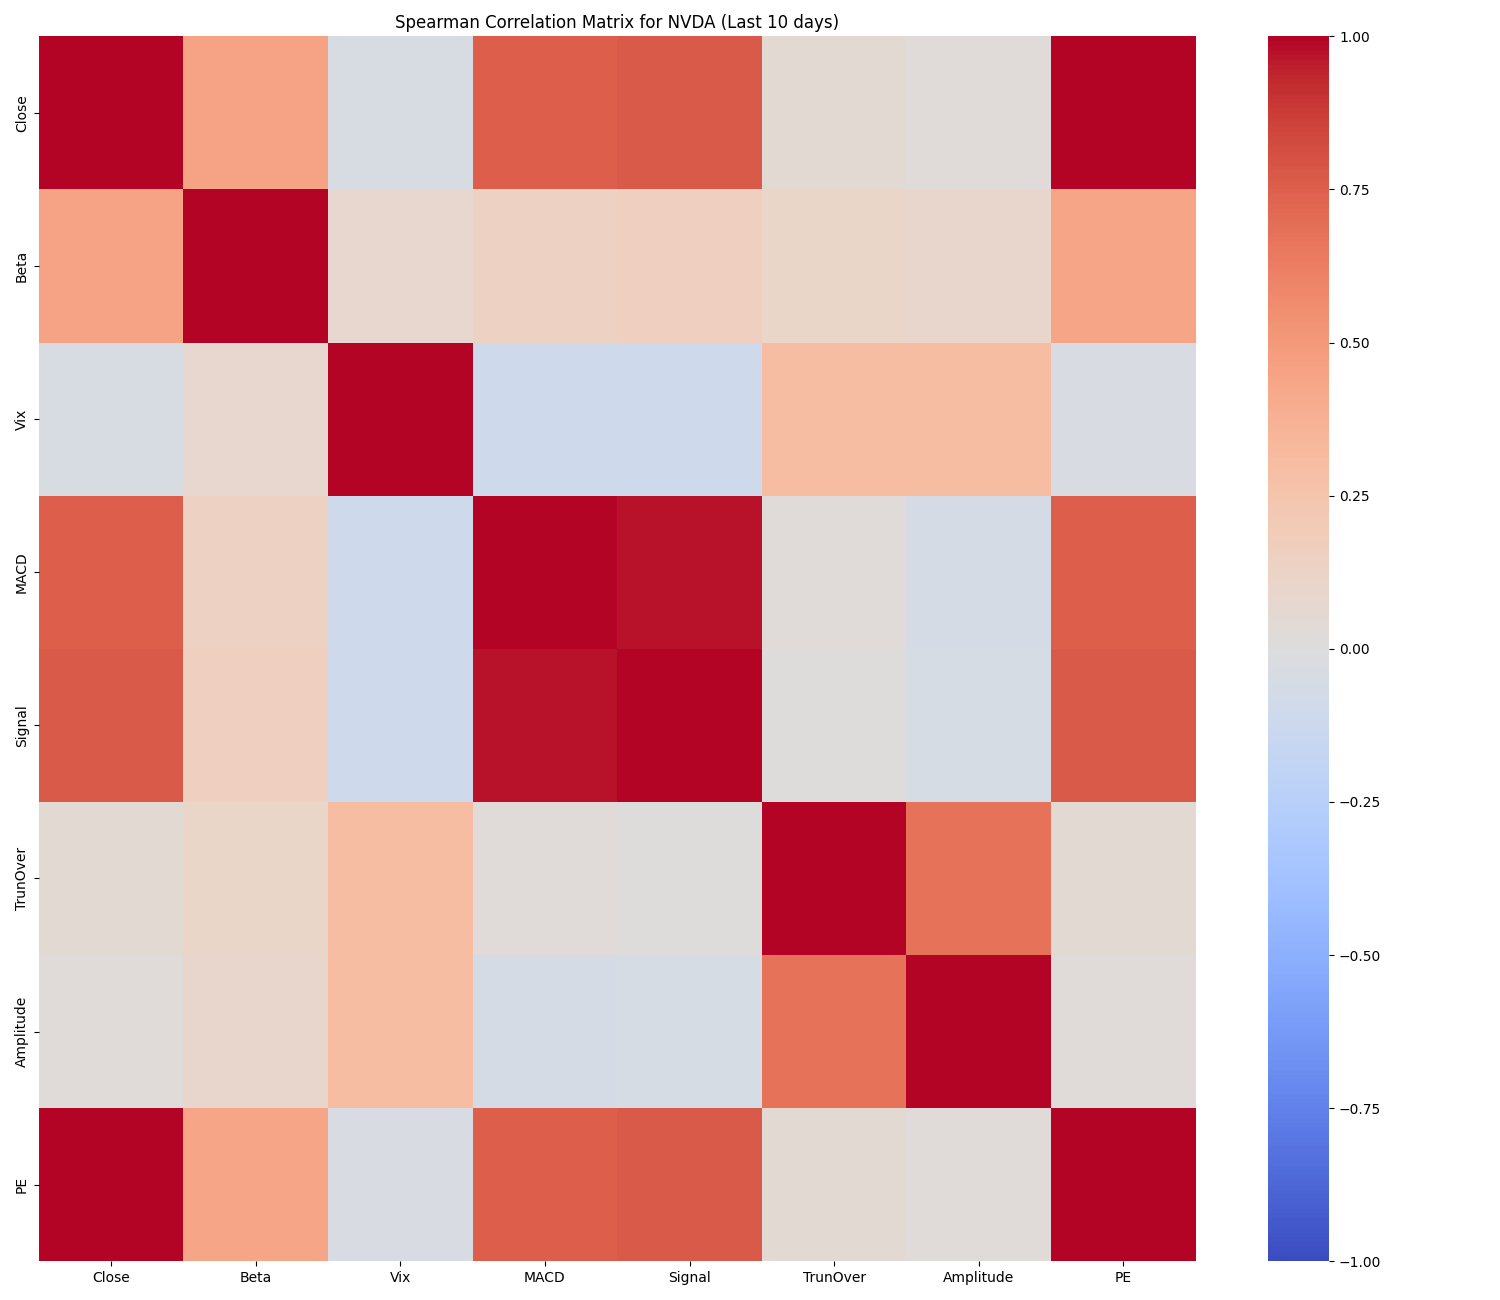 Spearman Correlation Matrix for NVDA (Last 10 days)
Close
Beta
Vix
MACD
Signal
TrunOver
Amplitude
PE
Close
Beta
Vix
MACD
Signal
TrunOver
Amplitude
PE
1.00
0.75
0.50
0.25
0.00
−0.25
−0.50
−0.75
−1.00